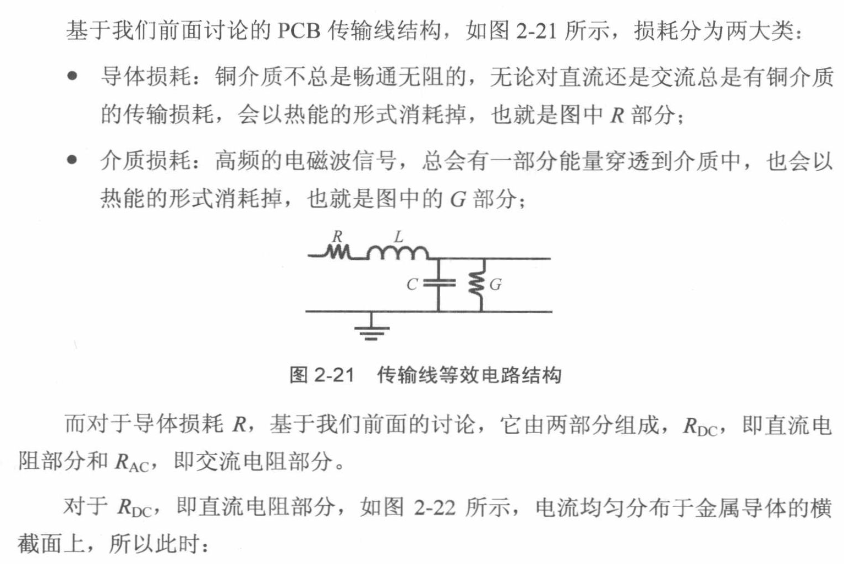 基于我们前面讨论的 PCB 传输线结构，如图 2-21 所示，损耗分为两大类：
● 导体损耗：铜介质不总是畅通无阻的，无论对直流还是交流总是有铜介质
的传输损耗，会以热能的形式消耗掉，也就是图中 R 部分；
● 介质损耗：高频的电磁波信号，总会有一部分能量穿透到介质中，也会以
热能的形式消耗掉，也就是图中的 G 部分；
R L
C G
图 2-21 传输线等效电路结构
而对于导体损耗 R，基于我们前面的讨论，它由两部分组成，RDC，即直流电
阻部分和 RAC，即交流电阻部分。
对于 RDC，即直流电阻部分，如图 2-22 所示，电流均匀分布于金属导体的横
截面上，所以此时：